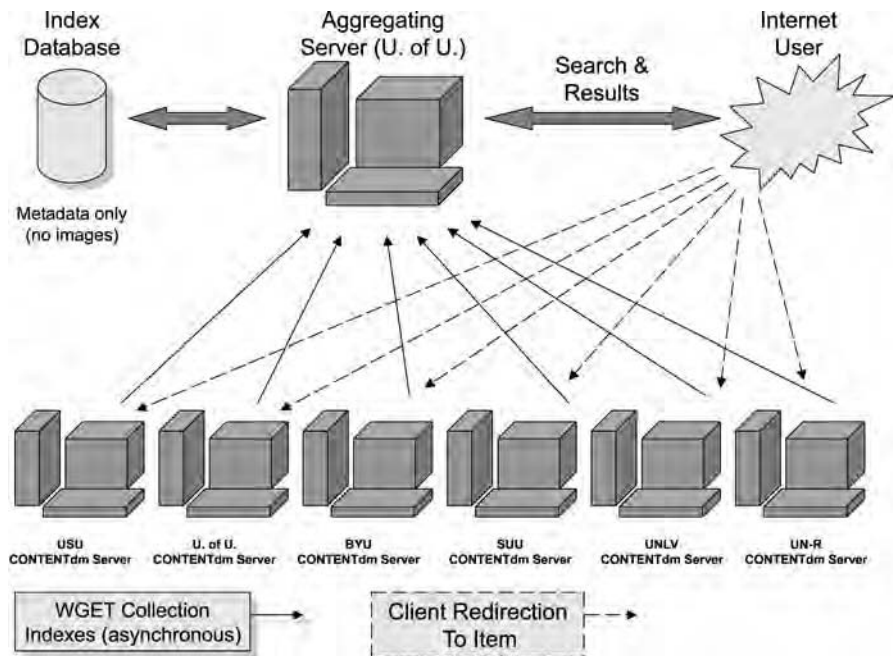 Index
Database
Aggregating
Server (U. of U.)
Internet
User
Search &
Results
Metadata only
(no images)
USU
CONTENTdm Server
U. of U.
CONTENTdm Server
BYU
CONTENTdm Server
SUU
CONTENTdm Server
UNLV
CONTENTdm Server
UN-R
CONTENTdm Server
WGET Collection
Indexes (asynchronous)
Client Redirection
To Item